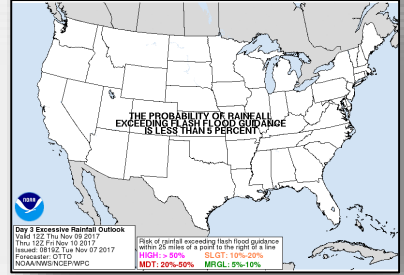 THE PROBABILITY OF RAINFALL
EXCEEDING FLASH FLOOD GUIDANCE
IS LESS THAN 5 PERCENT
noaa
Day 3 Excessive Rainfall Outlook
Valid 12Z Thu Nov 09 2017
Thru 12Z Fri Nov 10 2017
Issued: 0819Z Tue Nov 07 2017
Forecaster: OTTO
NOAA/NWS/NCEP/WPC
Risk of rainfall exceeding flash flood guidance
within 25 miles of a point to the right of a line
HIGH: > 50% SLGT: 10%-20%
MDT: 20%-50% MRGL: 5%-10%